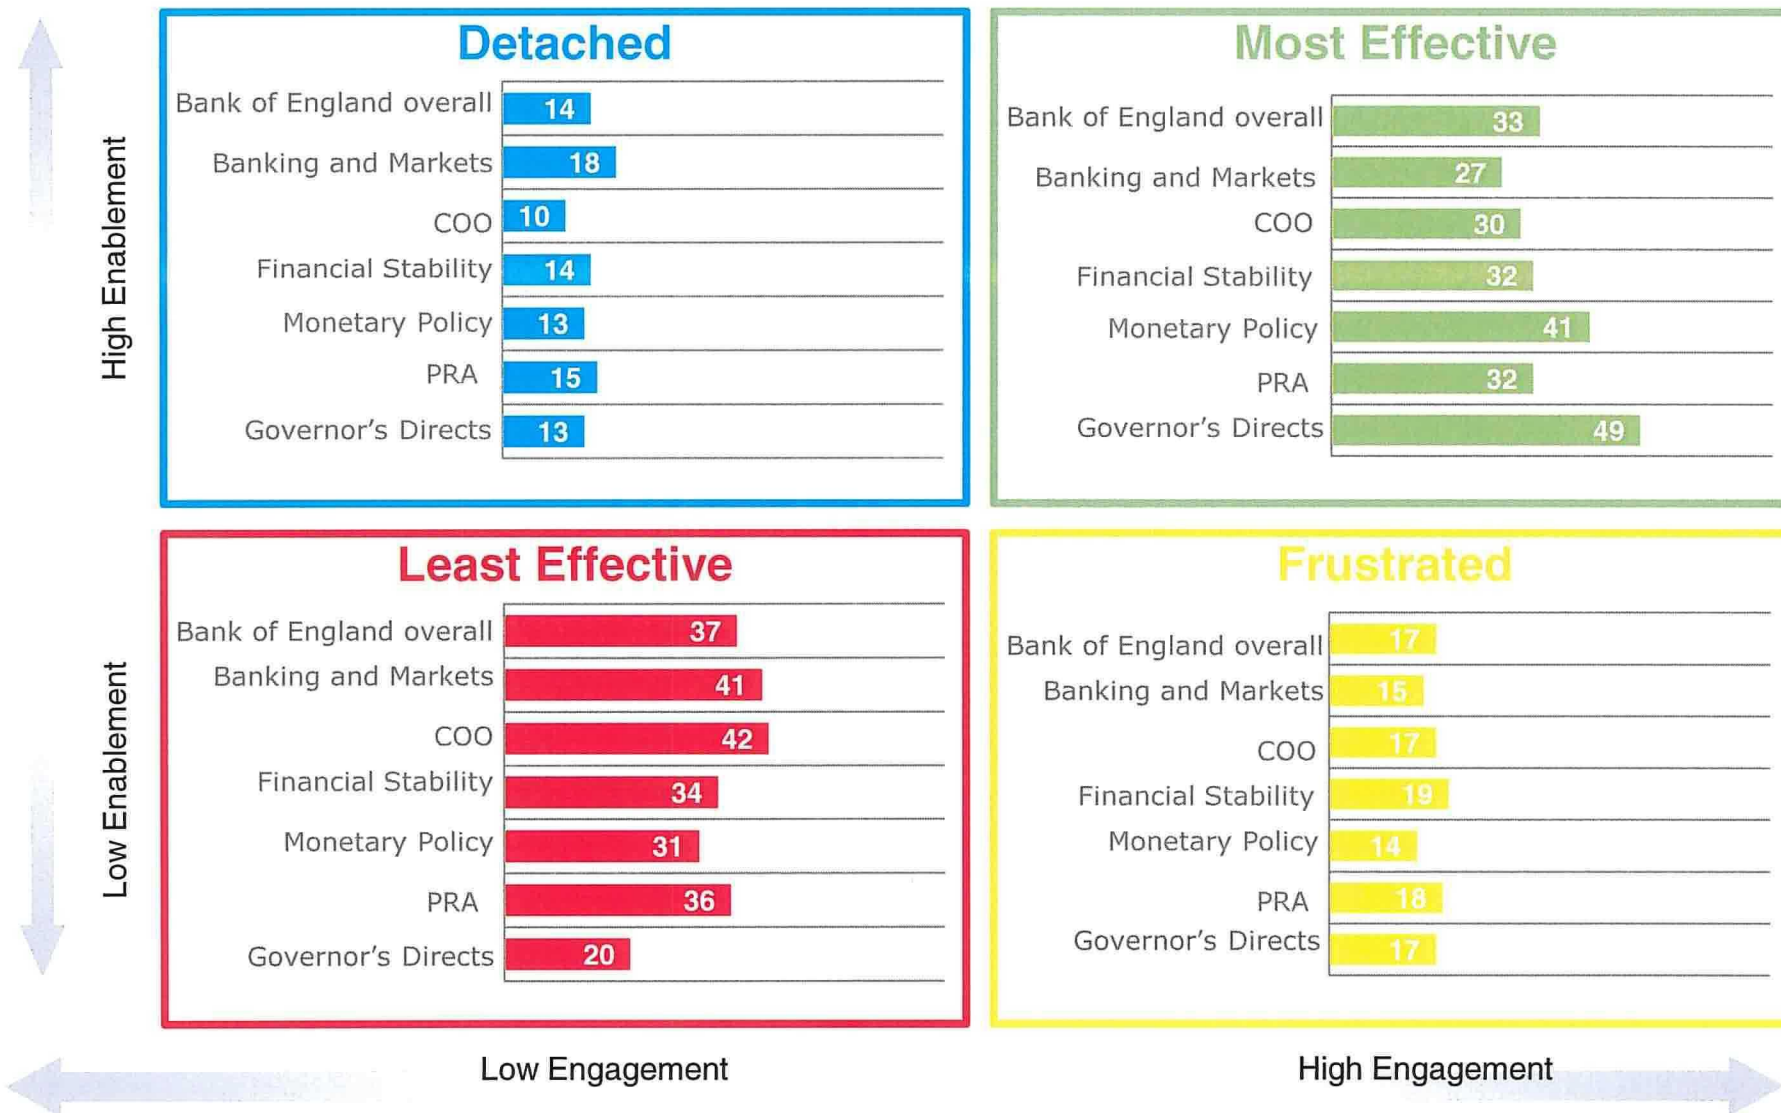 Detached
Bank of England overall 14
Banking and Markets 18
COO 10
Financial Stability 14
Monetary Policy 13
PRA 15
Governor's Directs 13
Most Effective
Bank of England overall 33
Banking and Markets 27
COO 30
Financial Stability 32
Monetary Policy 41
PRA 32
Governor's Directs 49
High Enablement
Least Effective
Bank of England overall 37
Banking and Markets 41
COO 42
Financial Stability 34
Monetary Policy 31
PRA 36
Governor's Directs 20
Frustrated
Bank of England overall 17
Banking and Markets 15
COO 17
Financial Stability 19
Monetary Policy 14
PRA 18
Governor's Directs 17
Low Enablement
Low Engagement
High Engagement